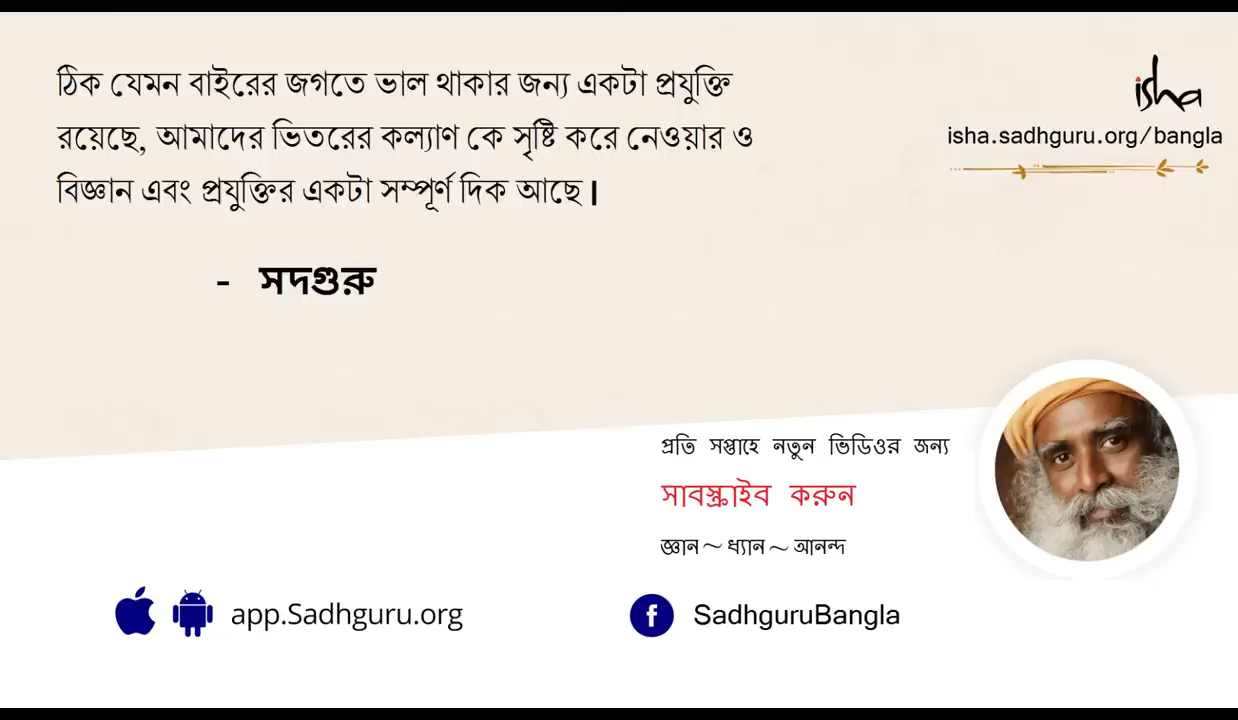 ঠিক যেমন বাইরের জগতে ভাল থাকার জন্য একটা প্রযুক্তি
রয়েছে, আমাদের ভিতরের কল্যাণ কে সৃষ্টি করে নেওয়ার ও
বিজ্ঞান এবং প্রযুক্তির একটা সম্পূর্ণ দিক আছে।
- সদগুরু
isha
isha.sadhguru.org/bangla
প্রতি সপ্তাহে নতুন ভিডিওর জন্য
সাবস্ক্রাইব করুন
জ্ঞান ~ ধ্যান ~ আনন্দ
app.Sadhguru.org
f SadhguruBangla